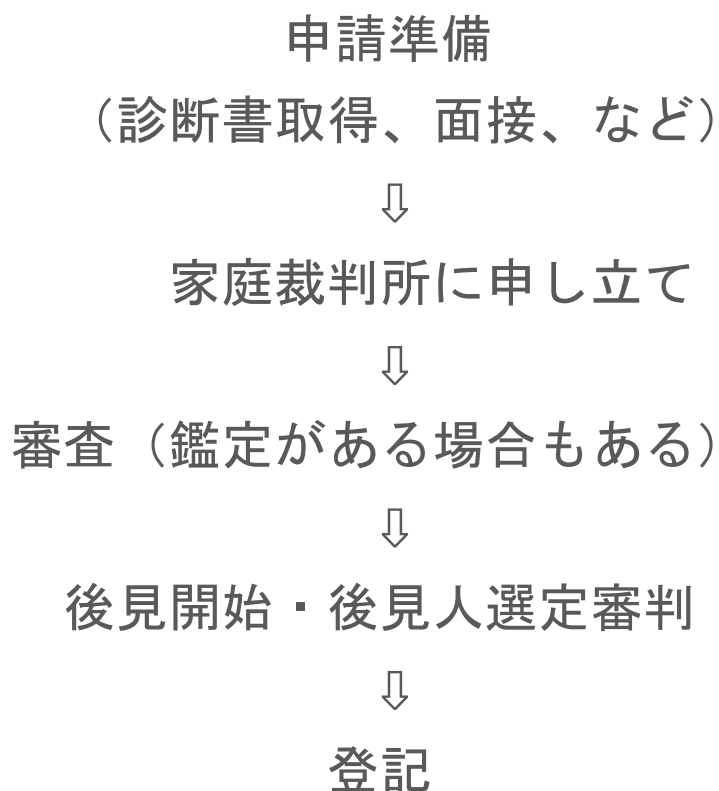 申請準備
（診断書取得、面接、など）
⇩
家庭裁判所に申し立て
⇩
審査（鑑定がある場合もある）
⇩
後見開始・後見人選定審判
⇩
登記